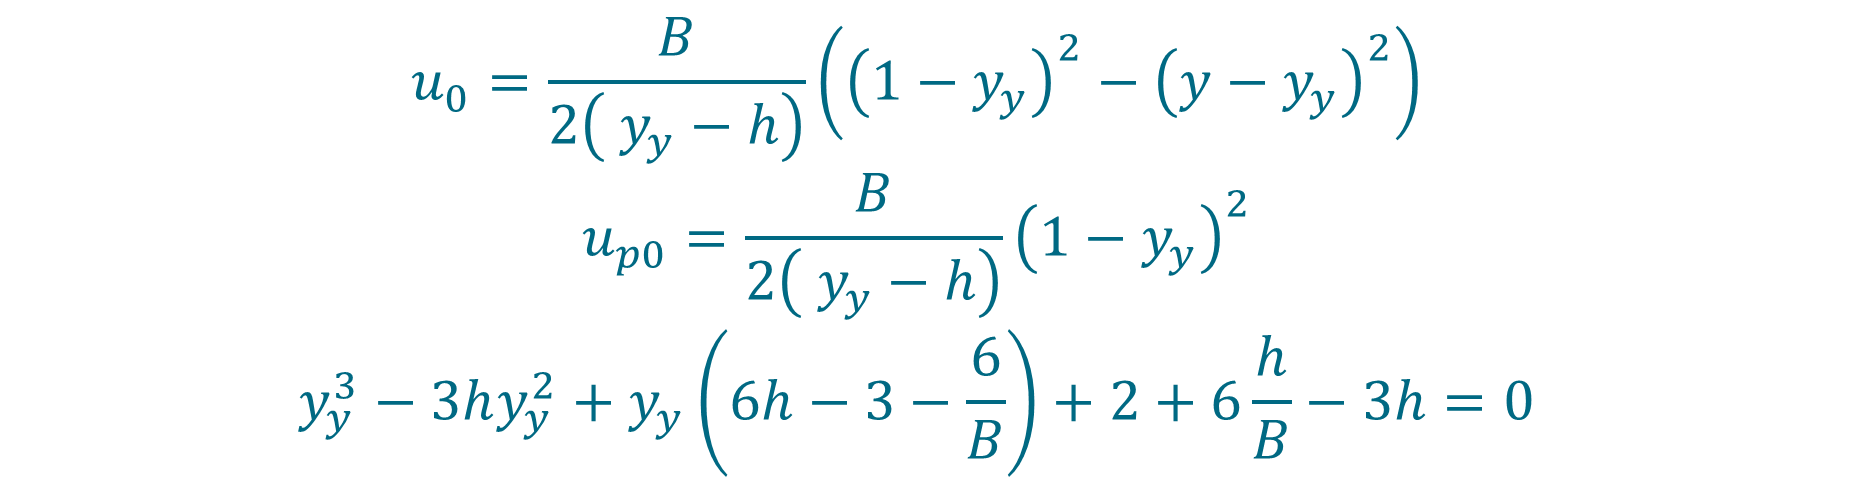 u_0 = \frac{B}{2(y_y - h)} \left( (1 - y_y)^2 - (y - y_y)^2 \right)
u_{p0} = \frac{B}{2(y_y - h)} (1 - y_y)^2
y_y^3 - 3hy_y^2 + y_y \left( 6h - 3 - \frac{6}{B} \right) + 2 + 6\frac{h}{B} - 3h = 0